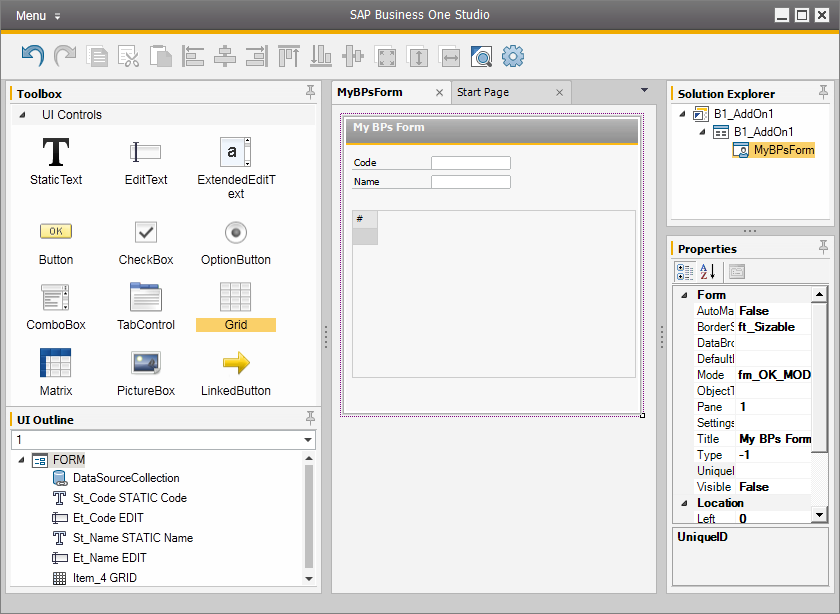 Menu
SAP Business One Studio
Toolbox
UI Controls
StaticText
EditText
a
ExtendedEditT
ext
OK
Button
CheckBox
OptionButton
ComboBox
TabControl
Grid
Matrix
PictureBox
LinkedButton
UI Outline
1
FORM
DataSourceCollection
St_Code STATIC Code
Et_Code EDIT
St_Name STATIC Name
Et_Name EDIT
Item_4 GRID
MyBPsForm
Start Page
My BPs Form
Code
Name
#
Solution Explorer
B1_AddOn1
B1_AddOn1
MyBPsForm
Properties
Form
AutoMa False
BorderS ft_Sizable
DataBro
DefaultI
Mode fm_OK_MOD
ObjectT
Pane 1
Settings
Title My BPs Form
Type -1
UniqueI
Visible False
Location
Left 0
UniqueID